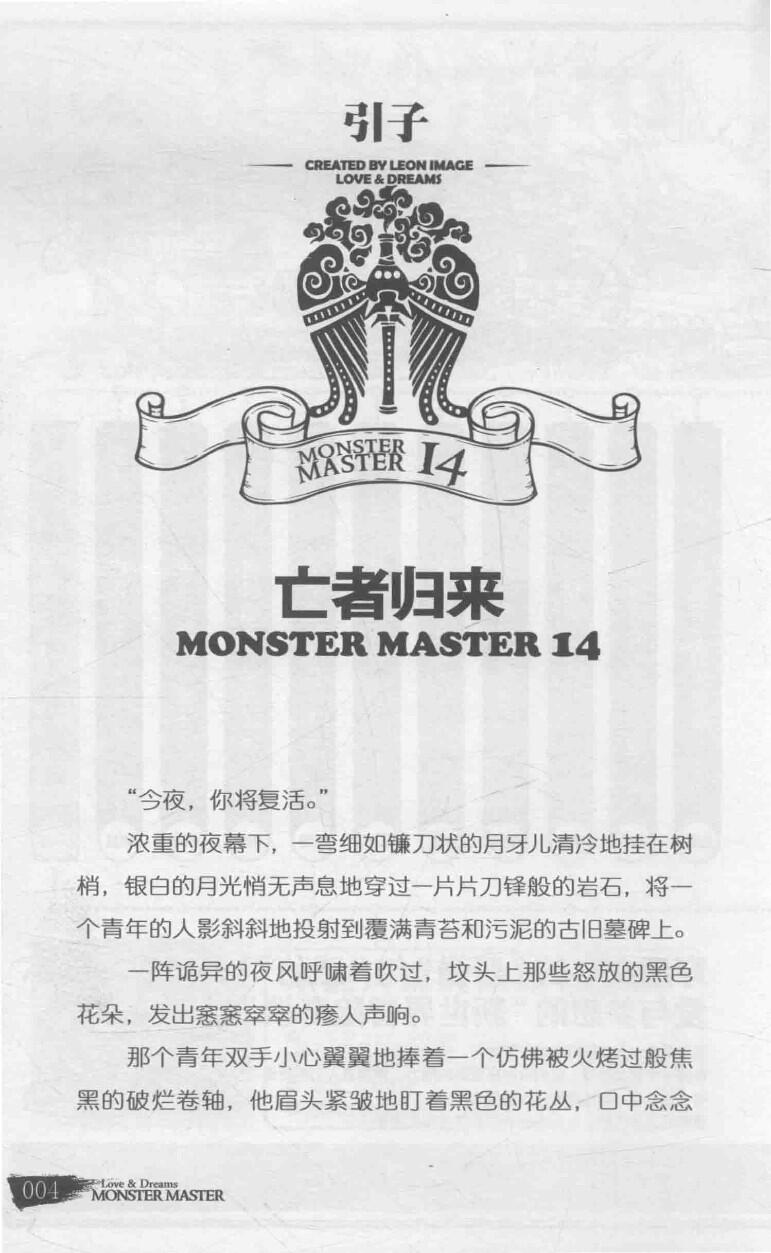 引子
CREATED BY LEON IMAGE
LOVE & DREAMS
MONSTER
MASTER 14
亡者归来
MONSTER MASTER 14
“今夜，你将复活。”
浓重的夜幕下，一弯细如镰刀状的月牙儿清冷地挂在树
梢，银白的月光悄无声息地穿过一片片刀锋般的岩石，将一
个青年的人影斜斜地投射到覆满青苔和污泥的古旧墓碑上。
一阵诡异的夜风呼啸着吹过，坟头上那些怒放的黑色
花朵，发出窸窸窣窣的瘆人声响。
那个青年双手小心翼翼地捧着一个仿佛被火烤过般焦
黑的破烂卷轴，他眉头紧皱地盯着黑色的花丛，口中念念
004
Love & Dreams
MONSTER MASTER